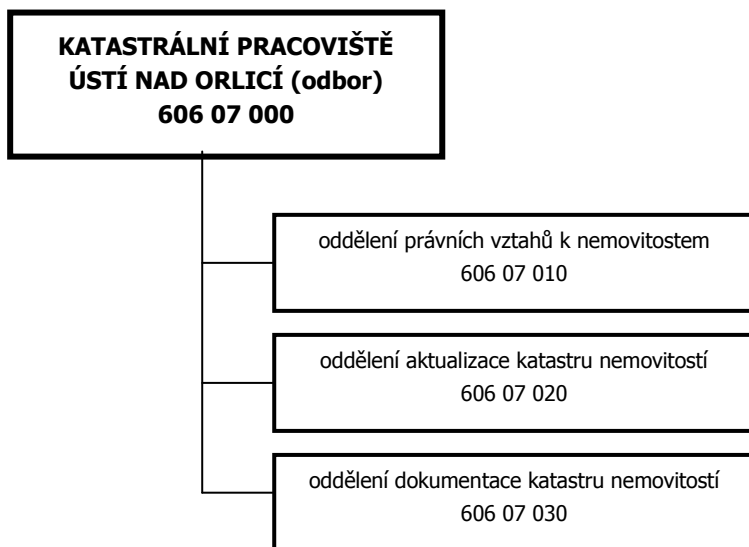 KATASTRÁLNÍ PRACOVIŠTĚ
ÚSTÍ NAD ORLICÍ (odbor)
606 07 000
oddělení právních vztahů k nemovitostem
606 07 010
oddělení aktualizace katastru nemovitostí
606 07 020
oddělení dokumentace katastru nemovitostí
606 07 030